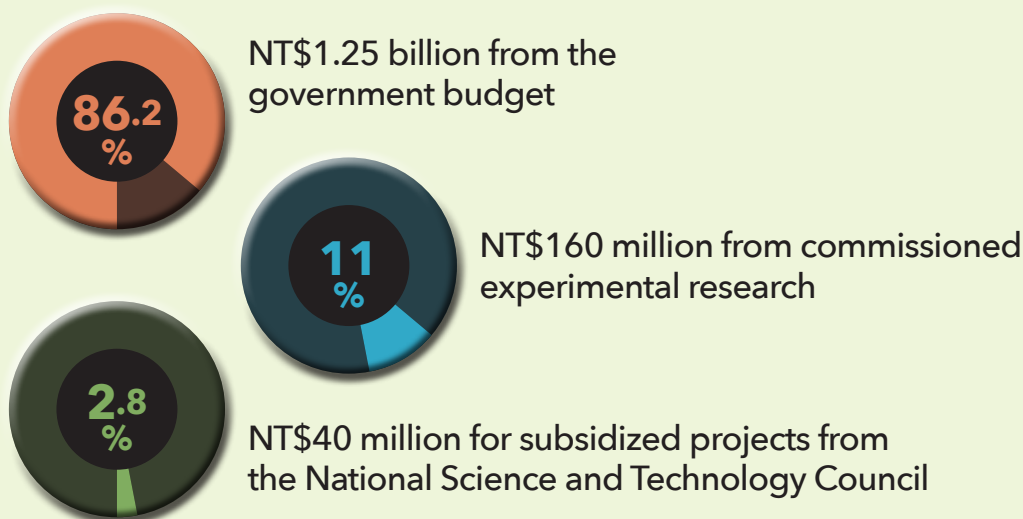 86.2
%
NT$1.25 billion from the
government budget
11
%
NT$160 million from commissioned
experimental research
2.8
%
NT$40 million for subsidized projects from
the National Science and Technology Council